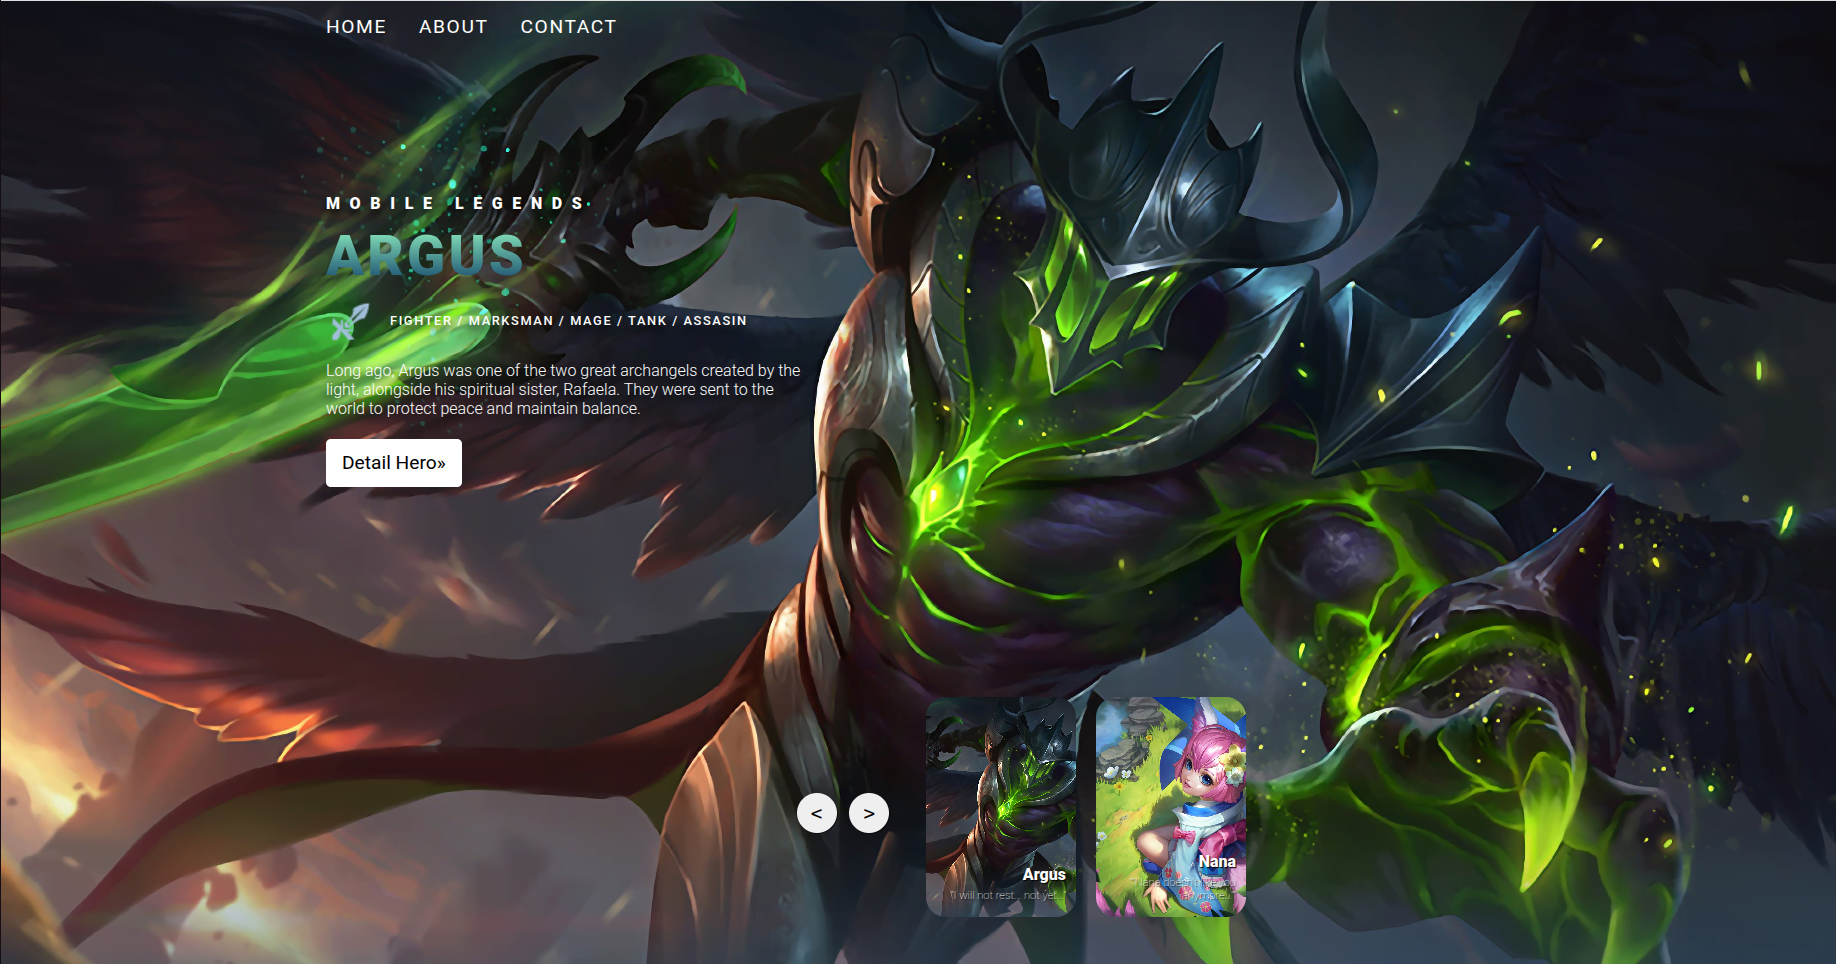 HOME ABOUT CONTACT
MOBILE LEGENDS
ARGUS
FIGHTER / MARKSMAN / MAGE / TANK / ASSASIN
Long ago, Argus was one of the two great archangels created by the
light, alongside his spiritual sister, Rafaela. They were sent to the
world to protect peace and maintain balance.
Detail Hero»
< >
Argus
"I will not rest... not yet..."
Nana
Nana doesn't